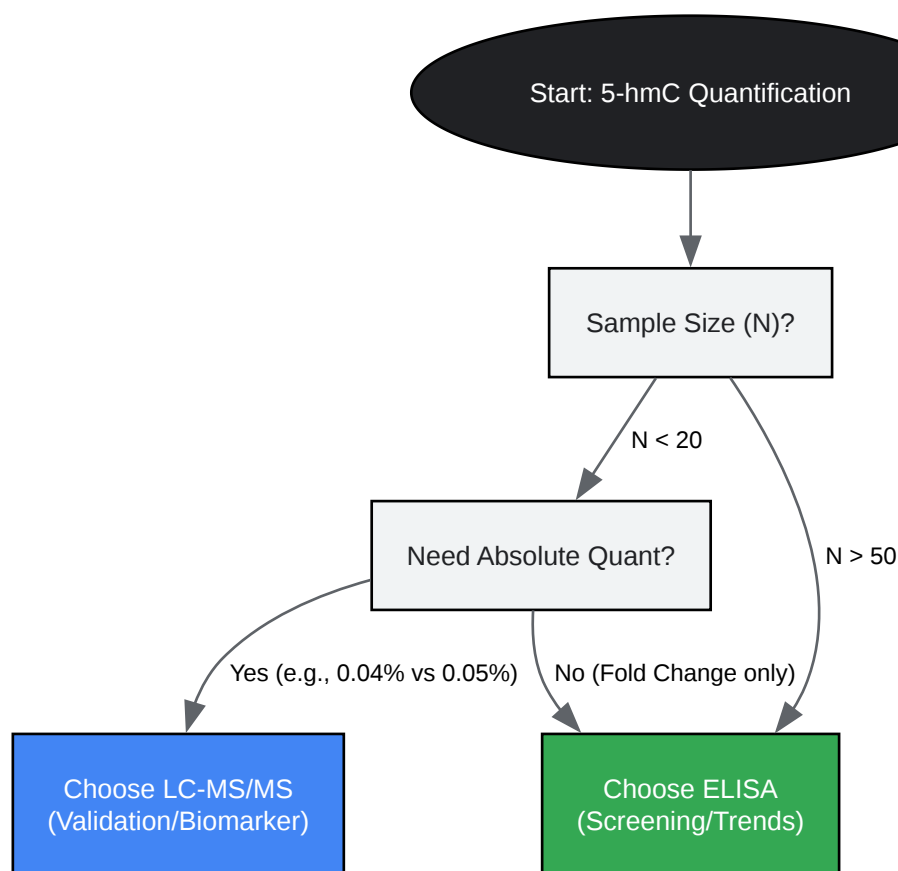 Start: 5-hmC Quantification
Sample Size (N)?
N < 20
Need Absolute Quant?
N > 50
Yes (e.g., 0.04% vs 0.05%)
No (Fold Change only)
Choose LC-MS/MS
(Validation/Biomarker)
Choose ELISA
(Screening/Trends)